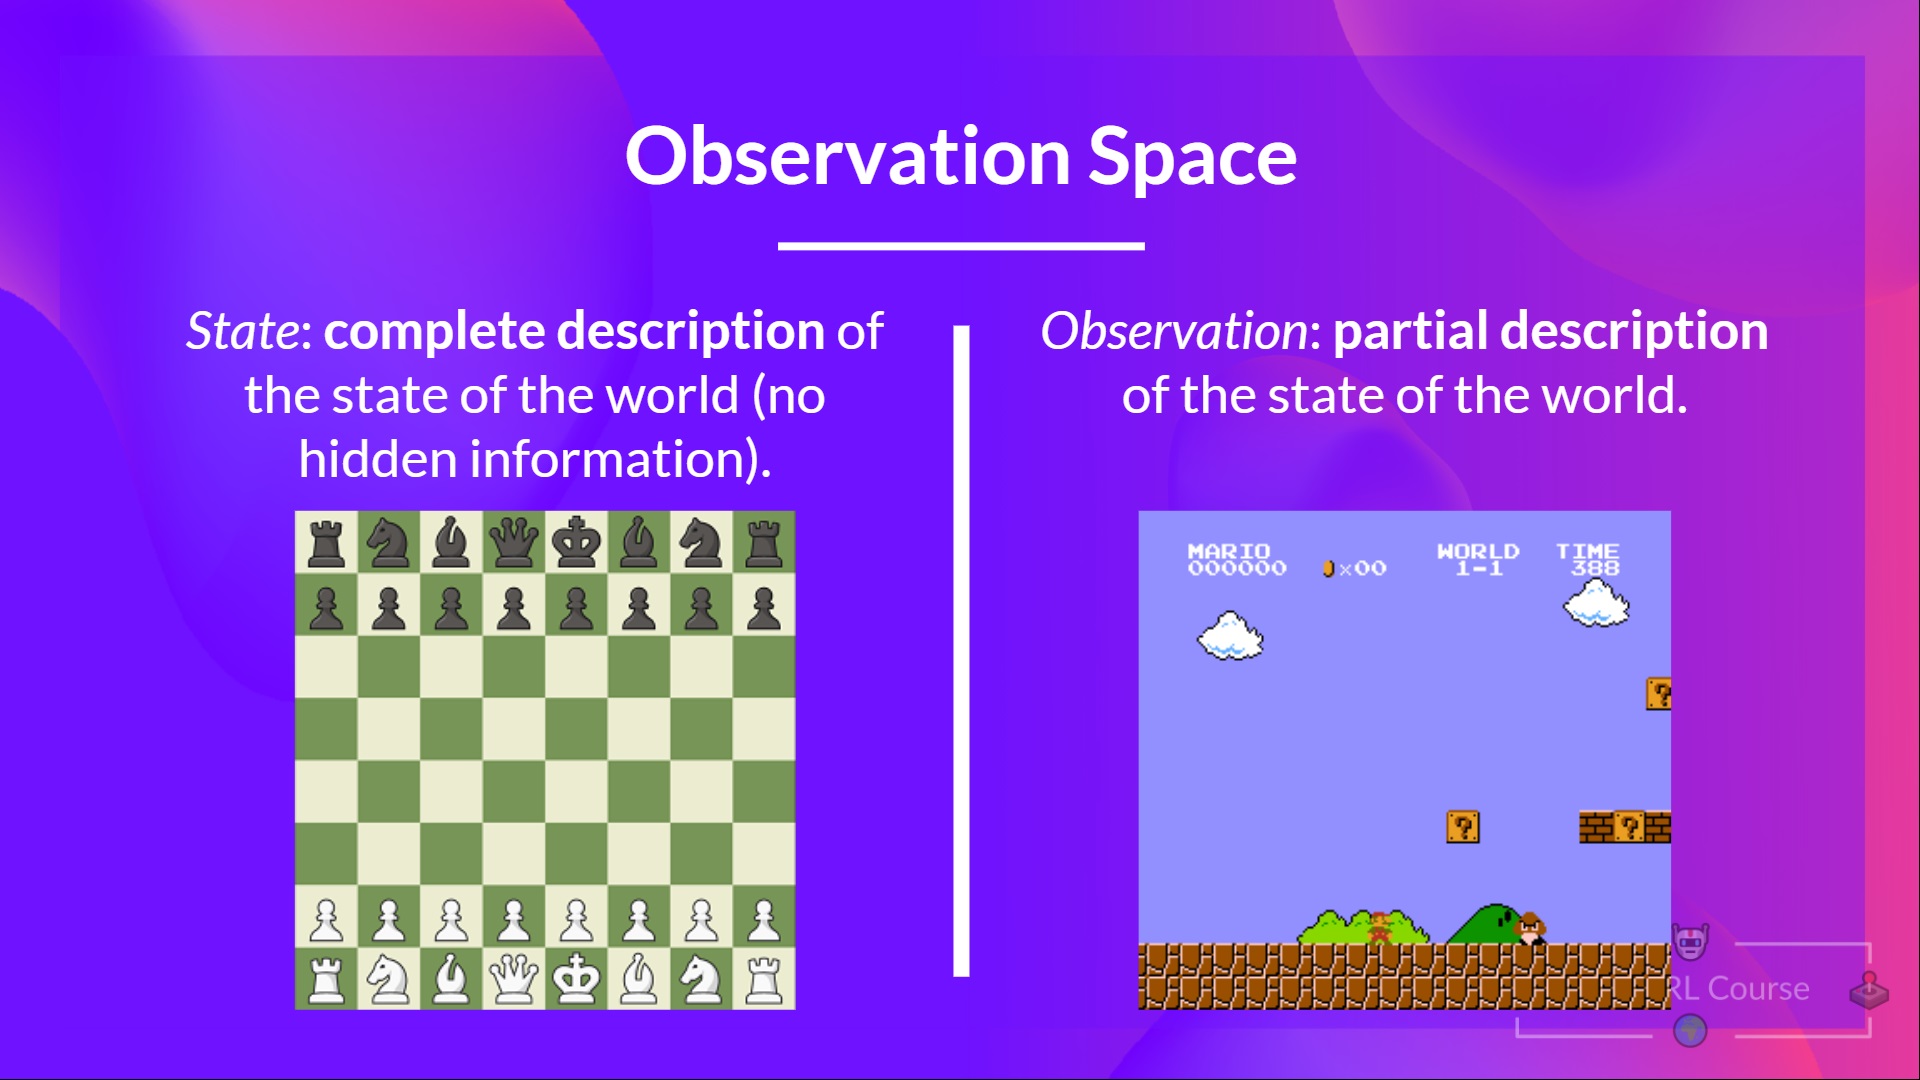 Observation Space
State: complete description of
the state of the world (no
hidden information).
Observation: partial description
of the state of the world.
MARIO WORLD TIME
000000 ×00 1-1 388
?
? ?
RL Course